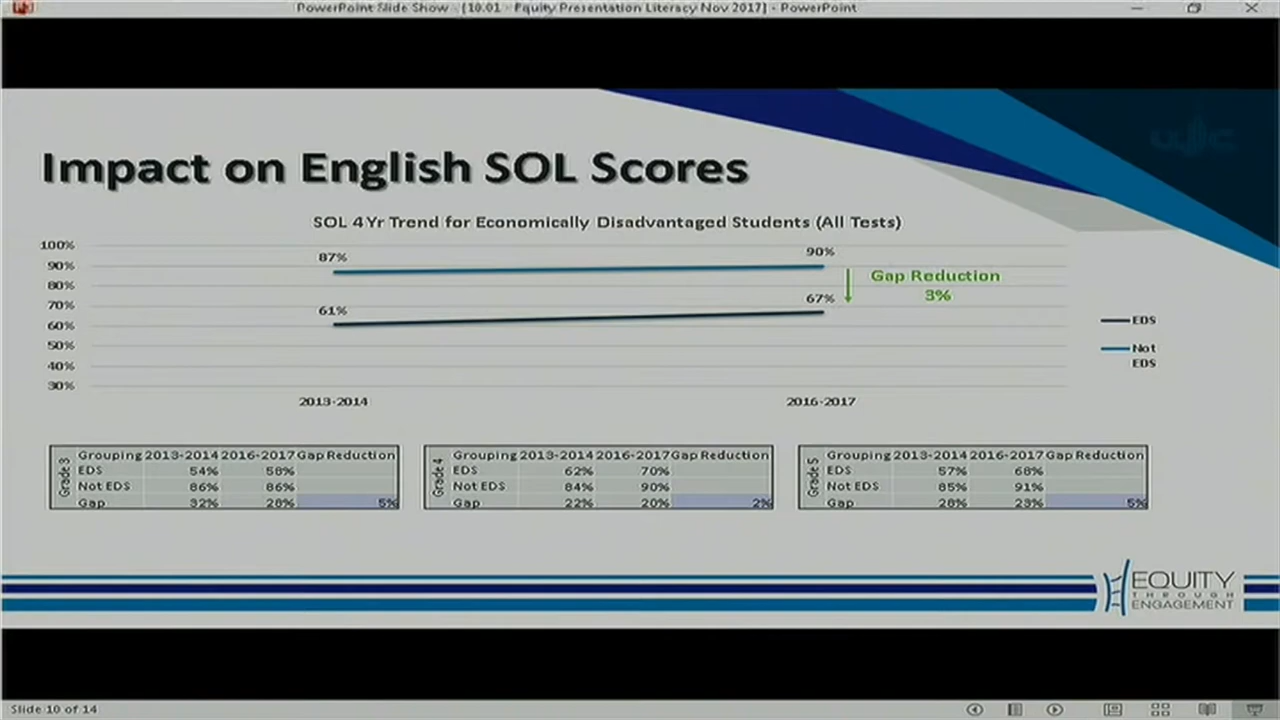 PowerPoint Slide Show - [10.01 - Equity Presentation Literacy Nov 2017] - PowerPoint
Impact on English SOL Scores
SOL 4 Yr Trend for Economically Disadvantaged Students (All Tests)
100%
90%
80%
70%
60%
50%
40%
30%
87%
90%
61%
67%
Gap Reduction
3%
EDS
Not
EDS
2013-2014
2016-2017
Grade 3
Grouping 2013-2014 2016-2017 Gap Reduction
EDS 54% 58%
Not EDS 86% 86%
Gap 32% 28% 5%
Grade 4
Grouping 2013-2014 2016-2017 Gap Reduction
EDS 62% 70%
Not EDS 84% 90%
Gap 22% 20% 2%
Grade 5
Grouping 2013-2014 2016-2017 Gap Reduction
EDS 57% 68%
Not EDS 85% 91%
Gap 28% 23% 5%
EQUITY
THROUGH
ENGAGEMENT
Slide 10 of 14